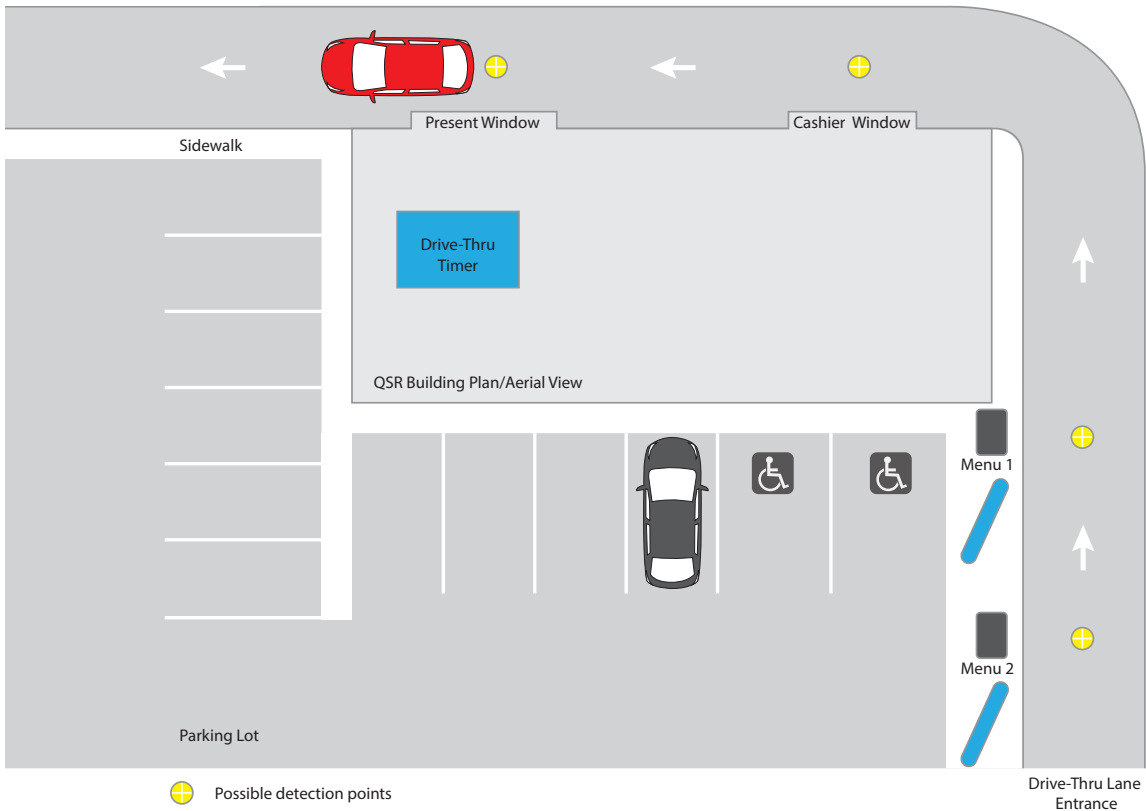 Present Window
Cashier Window
Sidewalk
Drive-Thru
Timer
QSR Building Plan/Aerial View
Menu 1
Menu 2
Parking Lot
Possible detection points
Drive-Thru Lane
Entrance